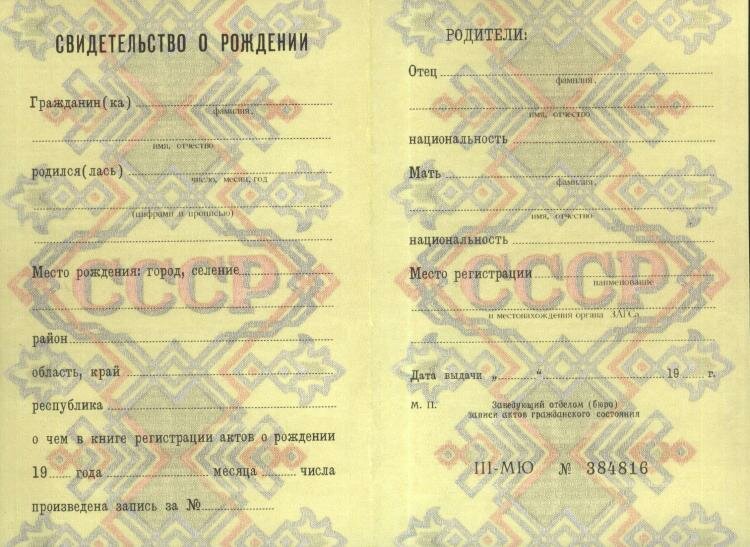 СВИДЕТЕЛЬСТВО О РОЖДЕНИИ
Гражданин(ка)
фамилия,
имя, отчество
родился(лась)
число, месяц, год
(цифрами и прописью)
Место рождения: город, селение
СССР
район
область, край
республика
о чем в книге регистрации актов о рождении
19 года месяца числа
произведена запись за №
РОДИТЕЛИ:
Отец
фамилия,
имя, отчество
национальность
Мать
фамилия,
имя, отчество
национальность
Место регистрации
СССР
наименование
и местонахождения органа ЗАГСа
Дата выдачи „ “ 19 г.
М. П. Заведующий отделом (бюро)
записи актов гражданского состояния
III-МЮ № 384816